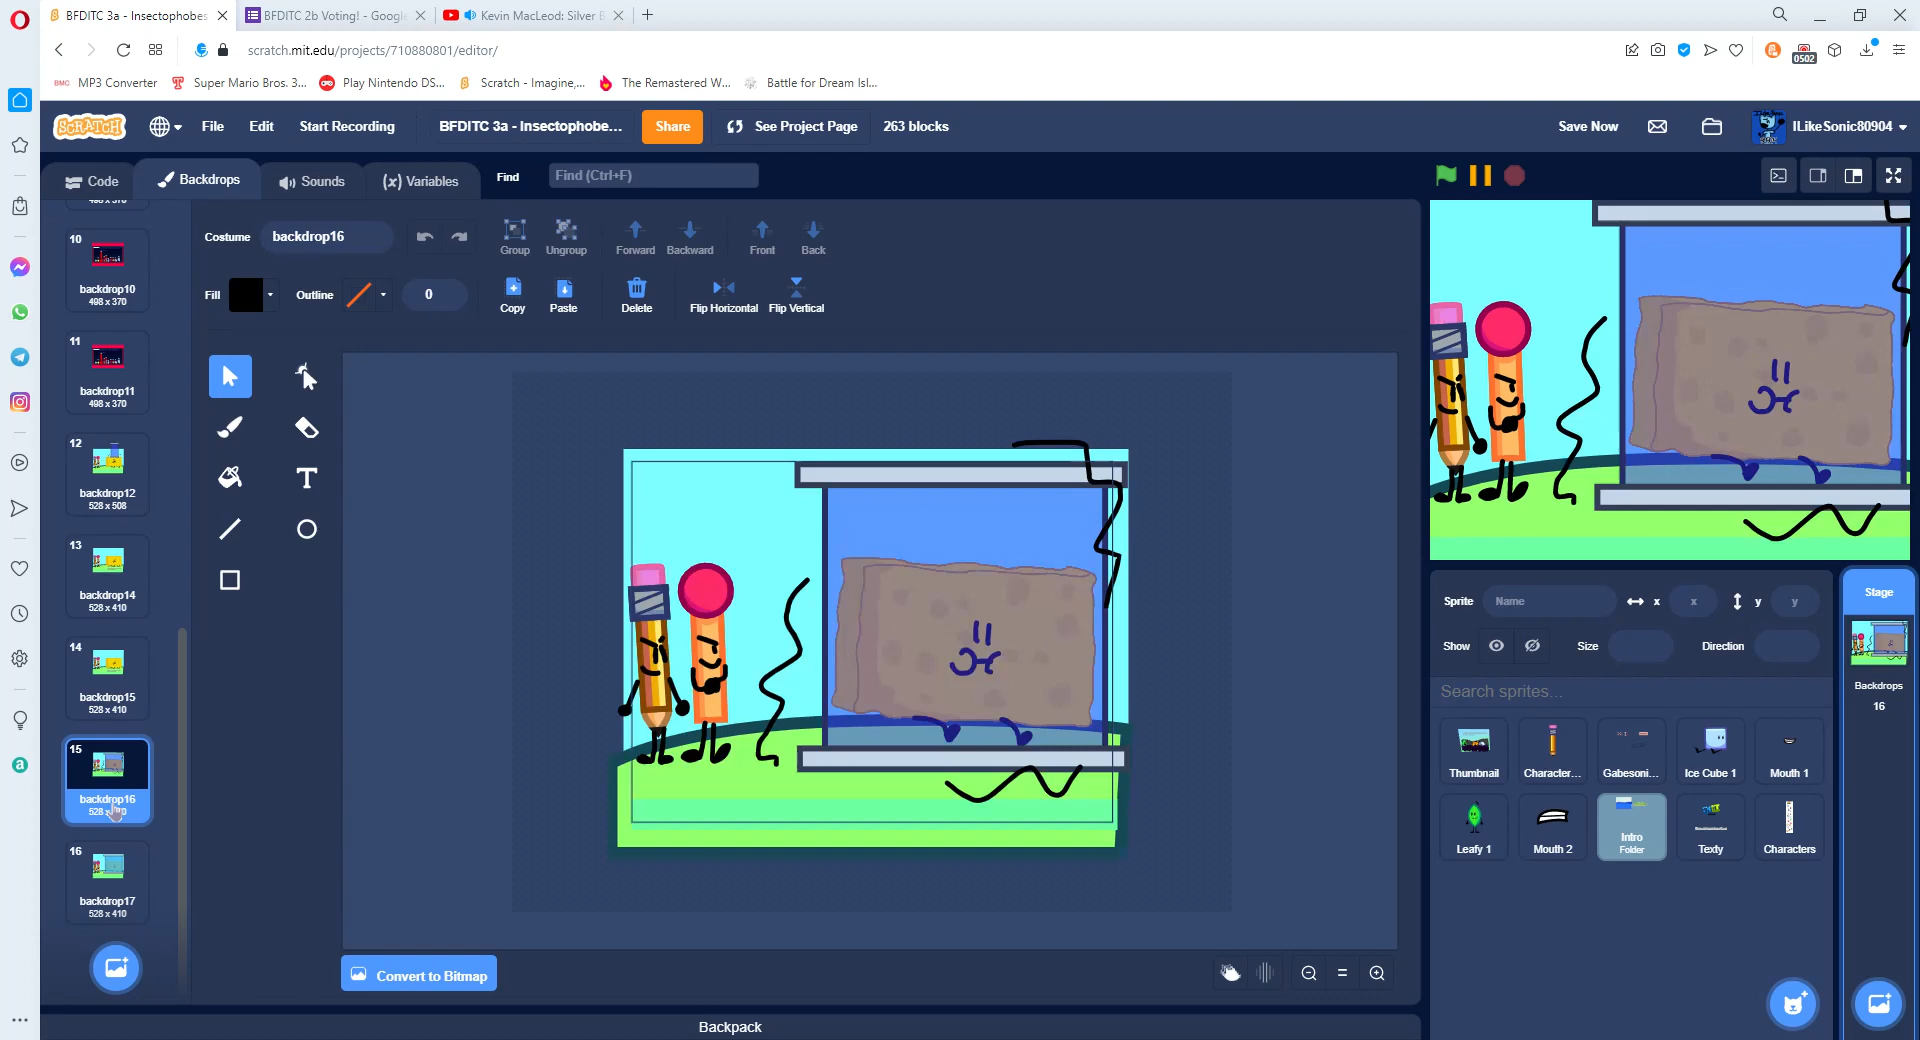 BFDITC 3a - Insectophobes
BFDITC 2b Voting! - Google
Kevin MacLeod: Silver
scratch.mit.edu/projects/710880801/editor/
0502
BMC MP3 Converter
Super Mario Bros. 3...
Play Nintendo DS...
Scratch - Imagine,...
The Remastered W...
Battle for Dream Isl...
SCRATCH
File
Edit
Start Recording
BFDITC 3a - Insectophobe...
Share
See Project Page
263 blocks
Save Now
ILikeSonic80904
Code
Backdrops
Sounds
(x) Variables
Find
Find (Ctrl+F)
Costume
backdrop16
Group
Ungroup
Forward
Backward
Front
Back
Fill
Outline
0
Copy
Paste
Delete
Flip Horizontal
Flip Vertical
10
backdrop10
498 x 370
11
backdrop11
498 x 370
12
backdrop12
528 x 508
13
backdrop14
528 x 410
14
backdrop15
528 x 410
15
backdrop16
16
backdrop17
528 x 410
T
Convert to Bitmap
Backpack
Sprite
Name
x
x
y
y
Show
Size
Direction
Search sprites...
Thumbnail
Character...
Gabesoni...
Ice Cube 1
Mouth 1
Leafy 1
Mouth 2
Intro
Folder
Texty
Characters
Stage
Backdrops
16